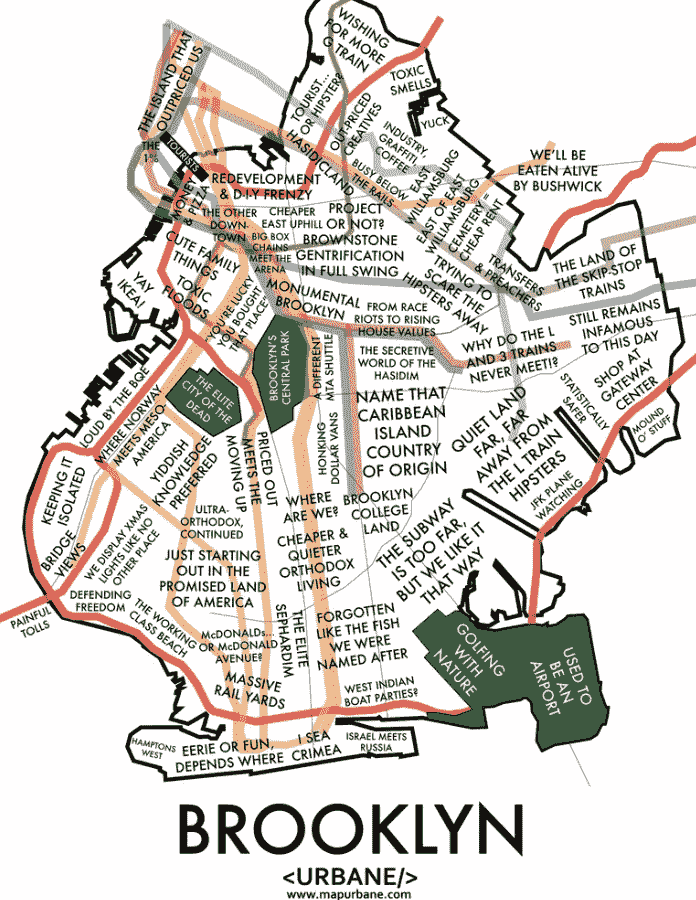 WISHING
FOR MORE
G TRAIN
THE ISLAND THAT
OUTPRICED US
TOURIST...
OR HIPSTER?
TOXIC
SMELLS
OUT-PRICED
CREATIVES
YUCK
THE
1%
TOURISTS
HASIDICLAND
INDUSTRY,
GRAFFITI,
COFFEE
EAST
WILLIAMSBURG
WE'LL BE
EATEN ALIVE
BY BUSHWICK
MONEY
& PIZZA
REDEVELOPMENT
& D.I.Y FRENZY
BUSY BELOW
THE RAILS
EAST OF EAST
WILLIAMSBURG
CEMETERY =
CHEAP RENT
THE OTHER
DOWN-
TOWN
CHEAPER
EAST UPHILL
PROJECT
OR NOT?
BIG BOX
CHAINS
MEET THE
ARENA
BROWNSTONE
GENTRIFICATION
IN FULL SWING
TRYING TO
SCARE THE
HIPSTERS AWAY
TRANSFERS
& PREACHERS
THE LAND OF
THE SKIP-STOP
TRAINS
CUTE FAMILY
THINGS
YAY
IKEA!
TOXIC
FLOODS
"YOU'RE LUCKY
YOU BOUGHT
THAT PLACE"
MONUMENTAL
BROOKLYN
FROM RACE
RIOTS TO RISING
HOUSE VALUES
STILL REMAINS
INFAMOUS
TO THIS DAY
BROOKLYN'S
CENTRAL PARK
A DIFFERENT
MTA SHUTTLE
THE SECRETIVE
WORLD OF THE
HASIDIM
WHY DO THE L
AND 3 TRAINS
NEVER MEET!?
SHOP AT
GATEWAY
CENTER
LOUD BY THE BQE
THE ELITE
CITY OF THE
DEAD
NAME THAT
CARIBBEAN
ISLAND
COUNTRY
OF ORIGIN
STATISTICALLY
SAFER
MOUND
O' STUFF
WHERE NORWAY
MEETS MESO-
AMERICA
QUIET LAND
FAR, FAR
AWAY FROM
THE L TRAIN
HIPSTERS
HONKING
DOLLAR VANS
YIDDISH
KNOWLEDGE
PREFERRED
PRICED OUT
MEETS THE
MOVING UP
JFK PLANE
WATCHING
KEEPING IT
ISOLATED
BRIDGE
VIEWS
WE DISPLAY XMAS
LIGHTS LIKE NO
OTHER PLACE
ULTRA-
ORTHODOX,
CONTINUED
WHERE
ARE WE?
BROOKLYN
COLLEGE
LAND
THE SUBWAY
IS TOO FAR,
BUT WE LIKE IT
THAT WAY
JUST STARTING
OUT IN THE
PROMISED LAND
OF AMERICA
CHEAPER &
QUIETER
ORTHODOX
LIVING
PAINFUL
TOLLS
DEFENDING
FREEDOM
THE WORKING
CLASS BEACH
McDONALDs...
OR McDONALD
AVENUE?
THE ELITE
SEPHARDIM
FORGOTTEN
LIKE THE FISH
WE WERE
NAMED AFTER
GOLFING
WITH
NATURE
USED TO
BE AN
AIRPORT
MASSIVE
RAIL YARDS
WEST INDIAN
BOAT PARTIES?
HAMPTONS
WEST
EERIE OR FUN,
DEPENDS WHERE
I SEA
CRIMEA
ISRAEL MEETS
RUSSIA
BROOKLYN
<URBANE/>
www.mapurbane.com